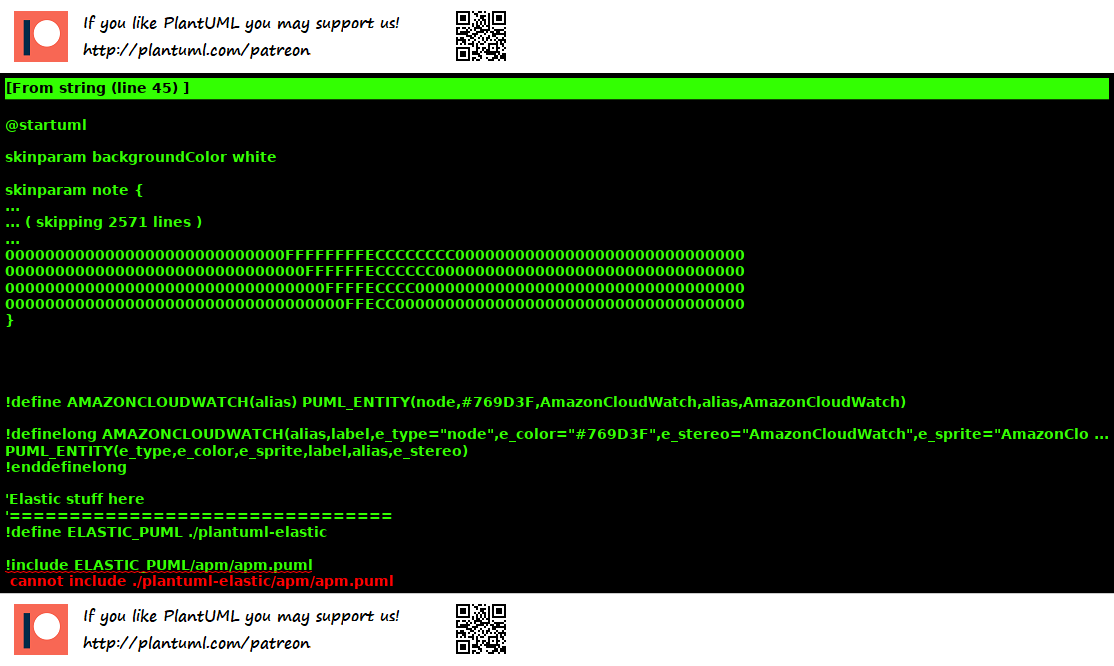 If you like PlantUML you may support us!
http://plantuml.com/patreon
[From string (line 45) ]
@startuml
skinparam backgroundColor white
skinparam note {
...
... ( skipping 2571 lines )
...
0000000000000000000000000000FFFFFFFFECCCCCCCC00000000000000000000000000000
000000000000000000000000000000FFFFFFECCCCCC0000000000000000000000000000000
00000000000000000000000000000000FFFFECCCC000000000000000000000000000000000
0000000000000000000000000000000000FFECC00000000000000000000000000000000000
}
!define AMAZONCLOUDWATCH(alias) PUML_ENTITY(node,#769D3F,AmazonCloudWatch,alias,AmazonCloudWatch)
!definelong AMAZONCLOUDWATCH(alias,label,e_type="node",e_color="#769D3F",e_stereo="AmazonCloudWatch",e_sprite="AmazonClo ...
PUML_ENTITY(e_type,e_color,e_sprite,label,alias,e_stereo)
!enddefinelong
'Elastic stuff here
'================================
!define ELASTIC_PUML ./plantuml-elastic
!include ELASTIC_PUML/apm/apm.puml
cannot include ./plantuml-elastic/apm/apm.puml
If you like PlantUML you may support us!
http://plantuml.com/patreon